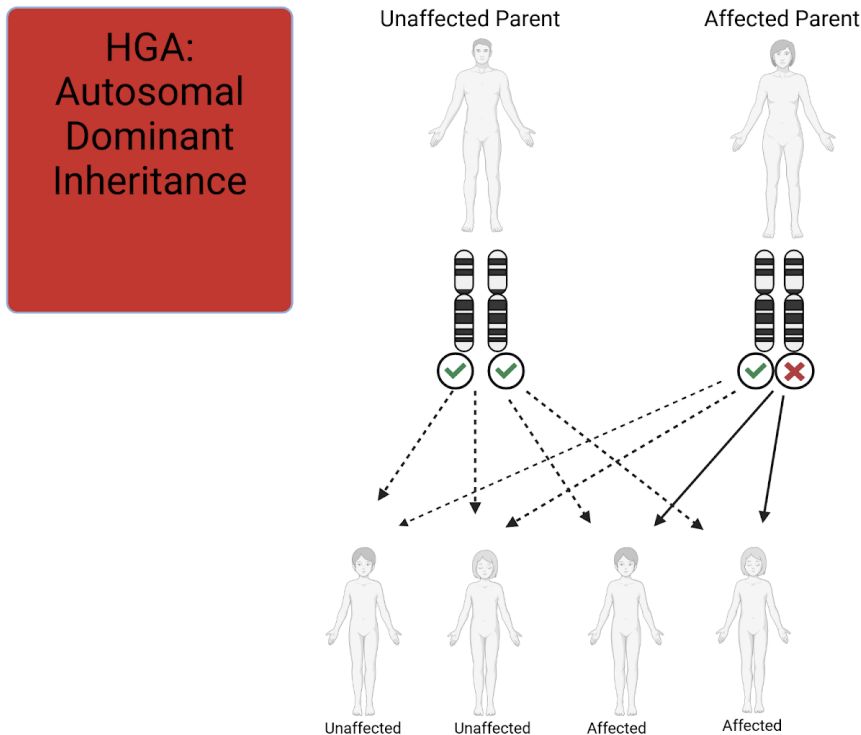 HGA:
Autosomal
Dominant
Inheritance
Unaffected Parent
Affected Parent
Unaffected
Unaffected
Affected
Affected